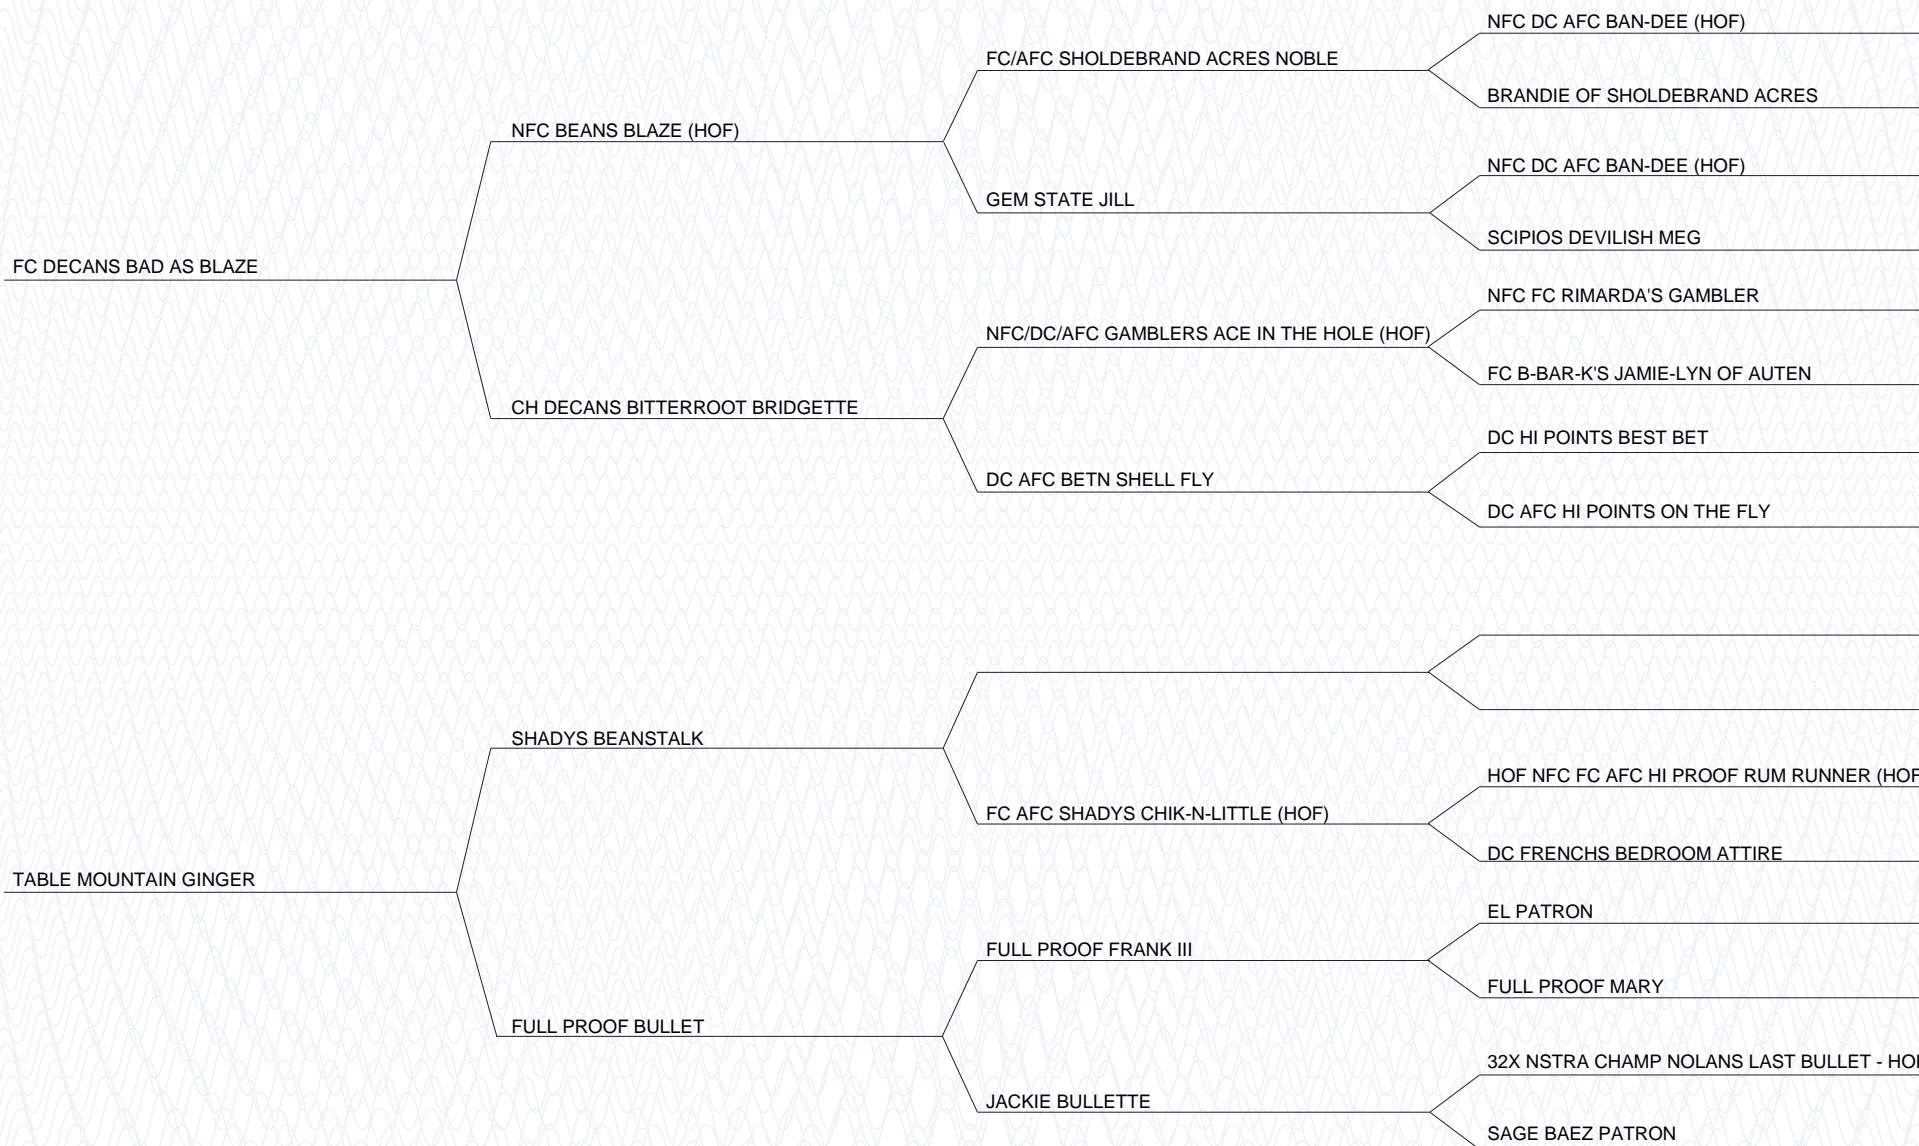 NFC DC AFC BAN-DEE (HOF)
FC/AFC SHOLDEBRAND ACRES NOBLE
BRANDIE OF SHOLDEBRAND ACRES
NFC BEANS BLAZE (HOF)
NFC DC AFC BAN-DEE (HOF)
GEM STATE JILL
SCIPIOS DEVILISH MEG
FC DECANS BAD AS BLAZE
NFC FC RIMARDA'S GAMBLER
NFC/DC/AFC GAMBLERS ACE IN THE HOLE (HOF)
FC B-BAR-K'S JAMIE-LYN OF AUTEN
CH DECANS BITTERROOT BRIDGETTE
DC HI POINTS BEST BET
DC AFC BETN SHELL FLY
DC AFC HI POINTS ON THE FLY
SHADYS BEANSTALK
HOF NFC FC AFC HI PROOF RUM RUNNER (HOF
FC AFC SHADYS CHIK-N-LITTLE (HOF)
DC FRENCHS BEDROOM ATTIRE
TABLE MOUNTAIN GINGER
EL PATRON
FULL PROOF FRANK III
FULL PROOF MARY
FULL PROOF BULLET
32X NSTRA CHAMP NOLANS LAST BULLET - HOF
JACKIE BULLETTE
SAGE BAEZ PATRON